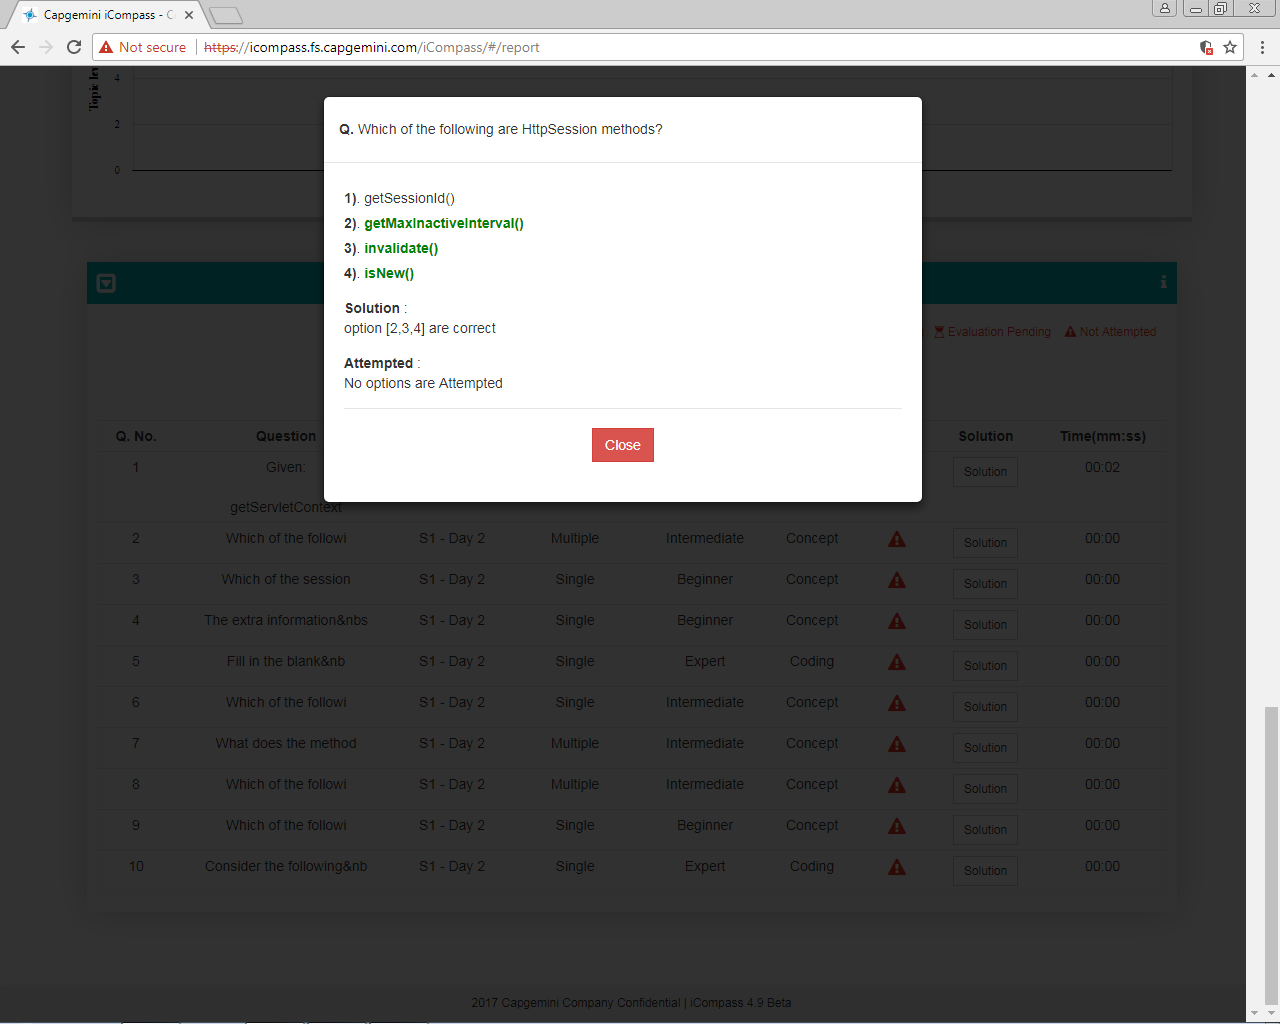 Capgemini iCompass - C
Not secure
https://icompass.fs.capgemini.com/iCompass/#/report
Topic lev
4
2
0
Q. Which of the following are HttpSession methods?
1). getSessionId()
2). getMaxInactiveInterval()
3). invalidate()
4). isNew()
Solution :
option [2,3,4] are correct
Attempted :
No options are Attempted
Close
Evaluation Pending Not Attempted
Q. No. Question Solution Time(mm:ss)
1 Given: Solution 00:02
getServletContext
2 Which of the followi S1 - Day 2 Multiple Intermediate Concept Solution 00:00
3 Which of the session S1 - Day 2 Single Beginner Concept Solution 00:00
4 The extra information&nbs S1 - Day 2 Single Beginner Concept Solution 00:00
5 Fill in the blank&nb S1 - Day 2 Single Expert Coding Solution 00:00
6 Which of the followi S1 - Day 2 Single Intermediate Concept Solution 00:00
7 What does the method S1 - Day 2 Multiple Intermediate Concept Solution 00:00
8 Which of the followi S1 - Day 2 Multiple Intermediate Concept Solution 00:00
9 Which of the followi S1 - Day 2 Single Beginner Concept Solution 00:00
10 Consider the following&nb S1 - Day 2 Single Expert Coding Solution 00:00
2017 Capgemini Company Confidential | iCompass 4.9 Beta